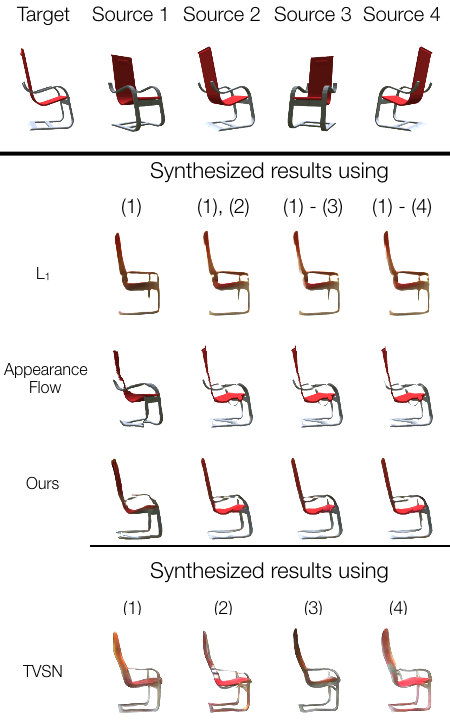 Target Source 1 Source 2 Source 3 Source 4
Synthesized results using
(1) (1), (2) (1) - (3) (1) - (4)
L₁
Appearance
Flow
Ours
Synthesized results using
(1) (2) (3) (4)
TVSN